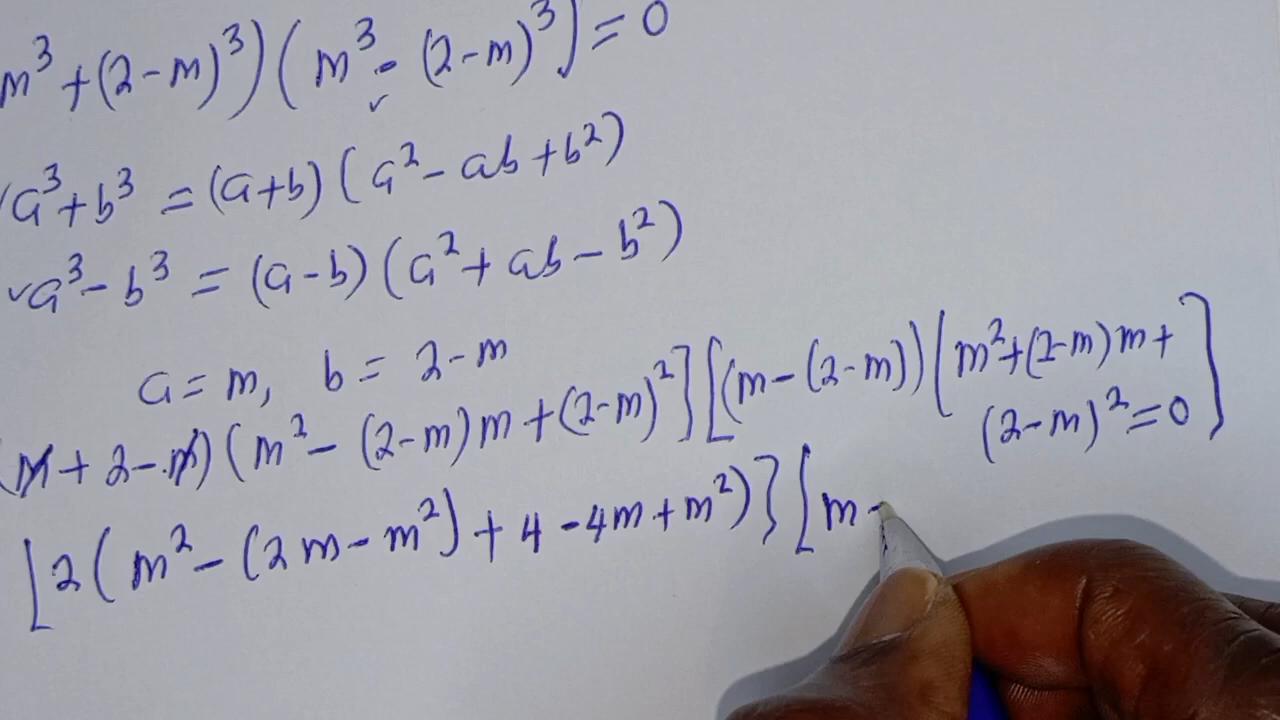 m³ + (2-m)³)(m³ - (2-m)³) = 0
✓
✓a³ + b³ = (a+b)(a² - ab + b²)
✓a³ - b³ = (a-b)(a² + ab - b²)
a = m, b = 2-m
(m + 2 - m)(m² - (2-m)m + (2-m)²][(m - (2-m))(m² + (2-m)m +
(2-m)² = 0]
[2(m² - (2m - m²) + 4 - 4m + m²)}[m -